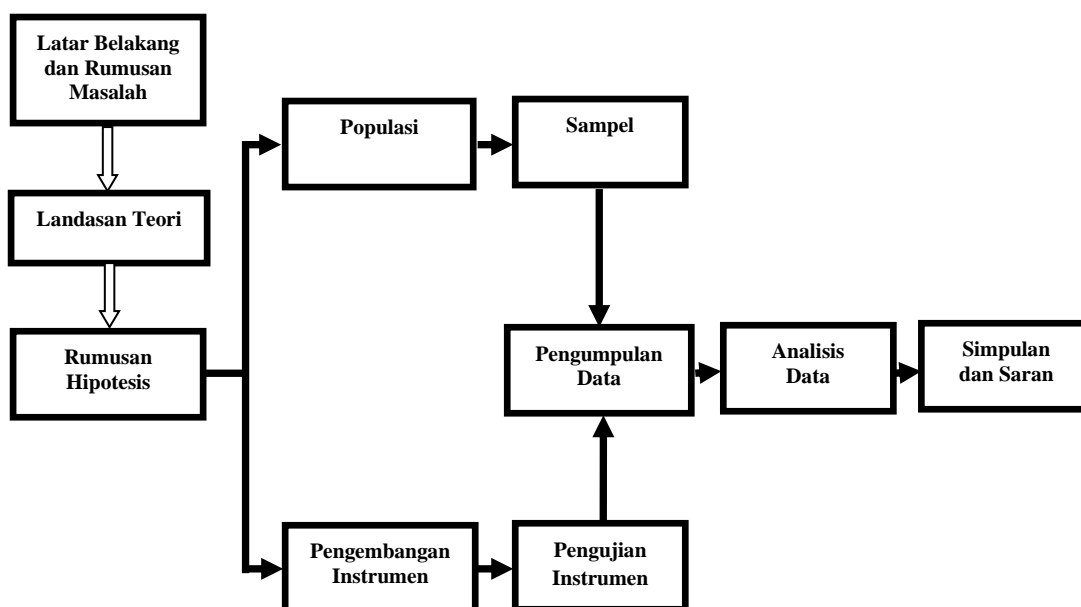 Latar Belakang
dan Rumusan
Masalah
Landasan Teori
Rumusan
Hipotesis
Populasi
Sampel
Pengumpulan
Data
Analisis
Data
Simpulan
dan Saran
Pengembangan
Instrumen
Pengujian
Instrumen